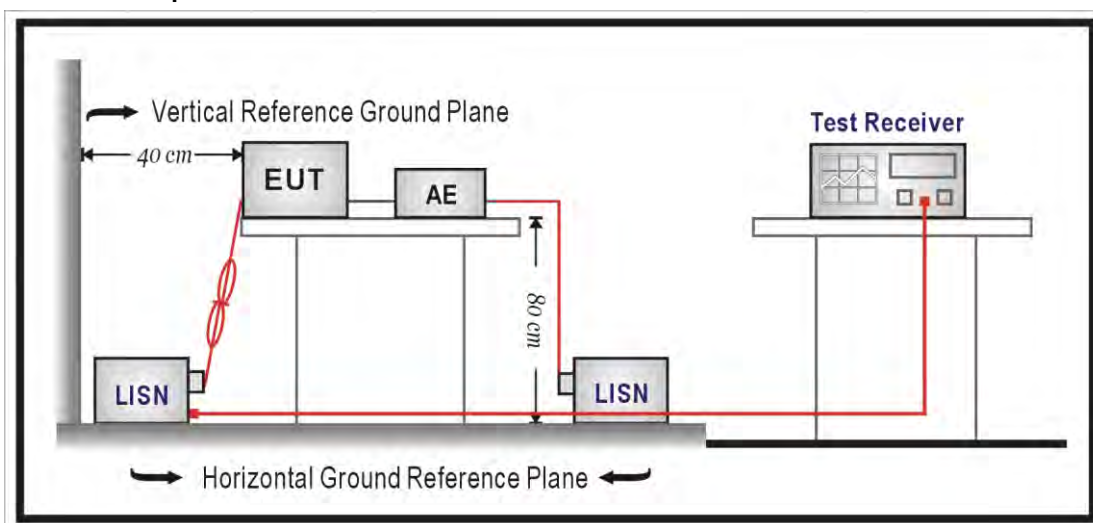 Vertical Reference Ground Plane
40 cm
Test Receiver
EUT
AE
80 cm
LISN
LISN
Horizontal Ground Reference Plane